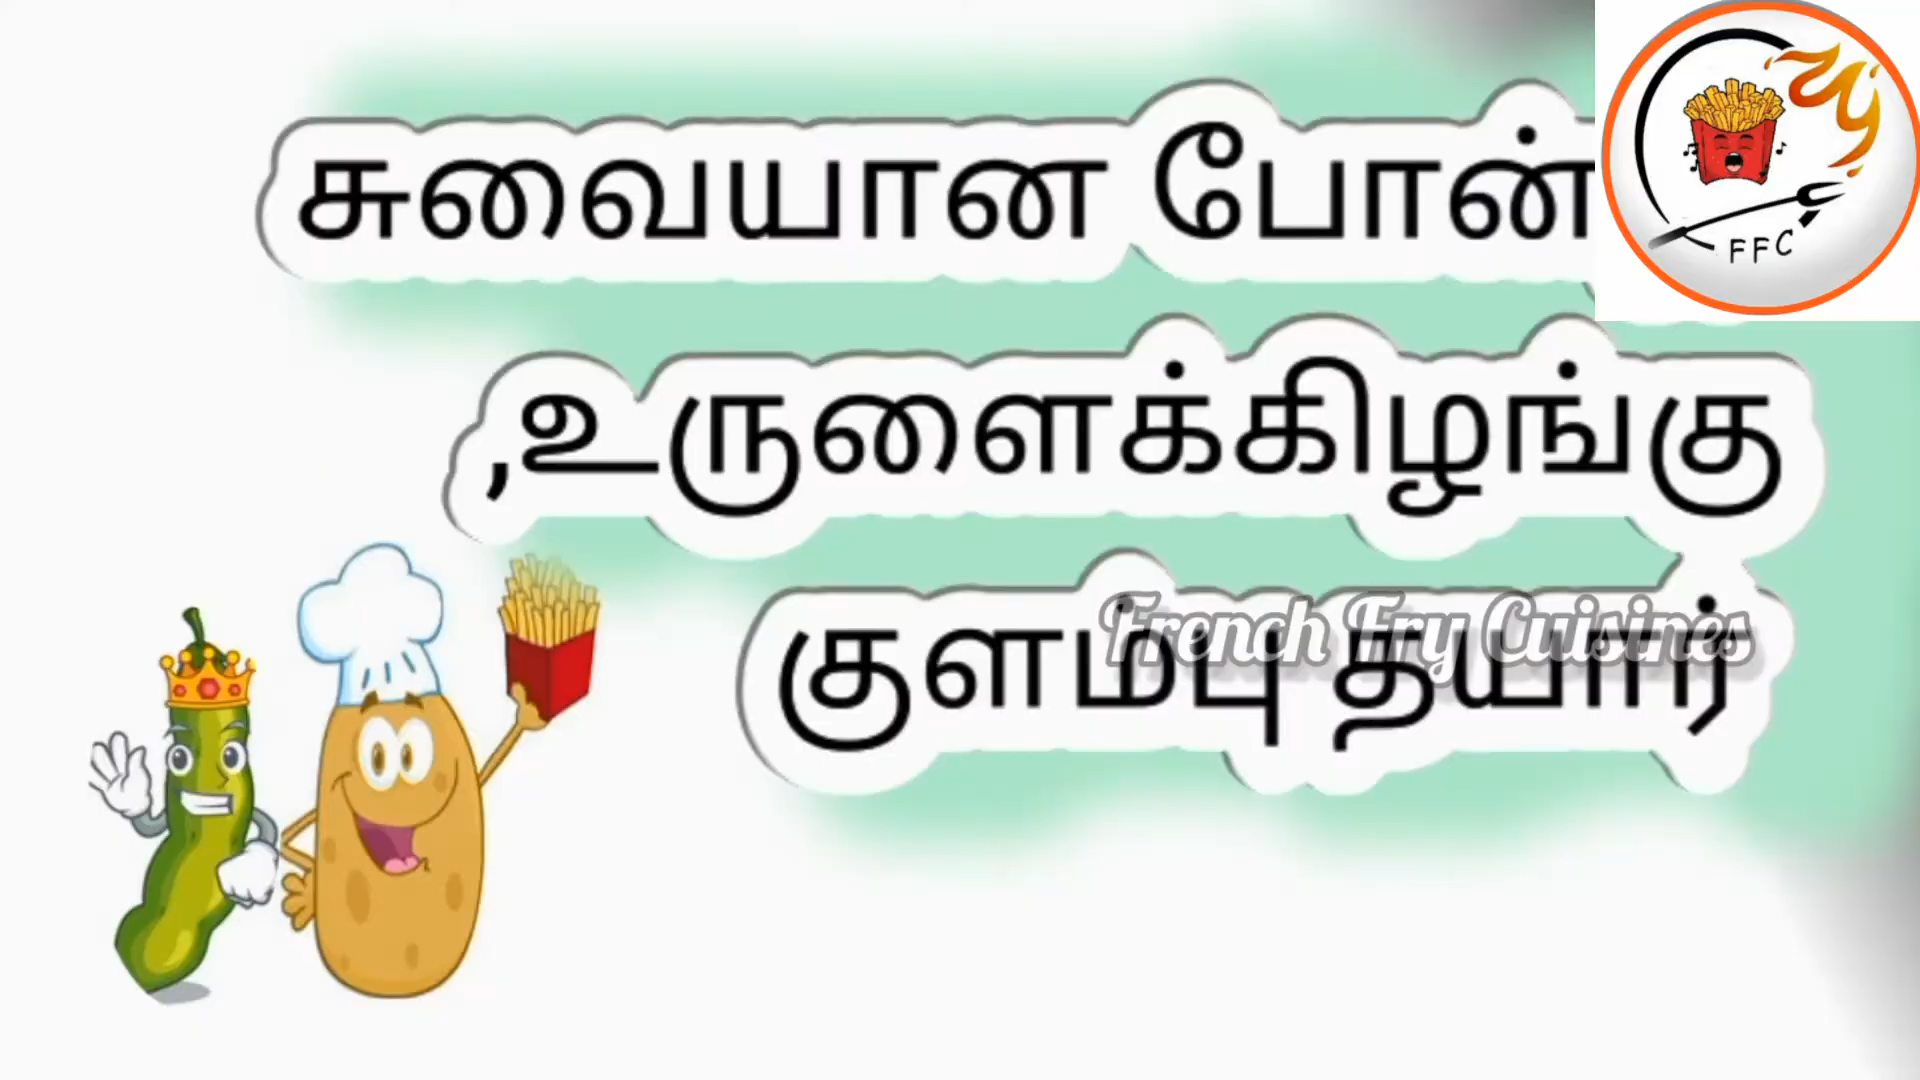 சுவையான போன்
FFC
,உருளைக்கிழங்கு
குளம்பு தயார்
French Fry Cuisines